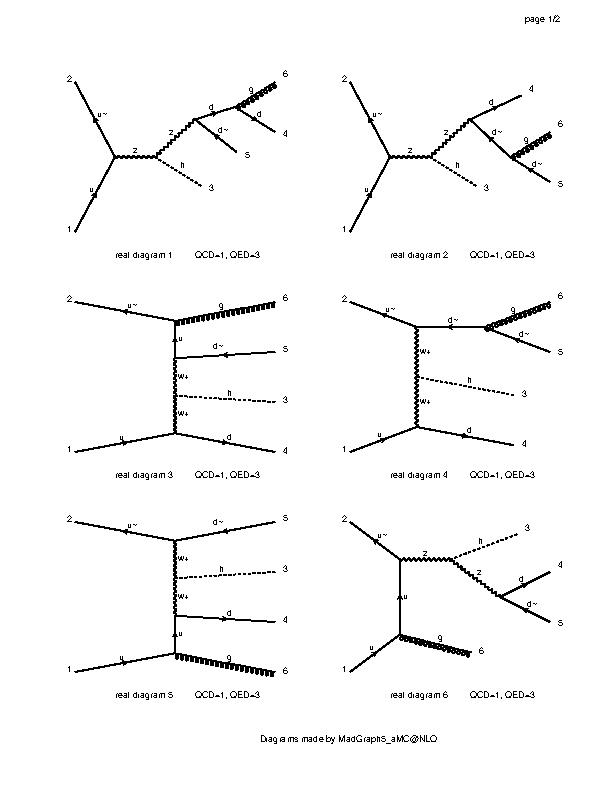 page 1/2
2 u~ z z d g 6
d 4
d~ 5
h 3
u 1
real diagram 1 QCD=1, QED=3
2 u~ z z d 4
g 6
d~ d~ 5
h 3
u 1
real diagram 2 QCD=1, QED=3
2 u~ g 6
u
d~ 5
w+
h 3
w+
1 u d 4
real diagram 3 QCD=1, QED=3
2 u~ d~ g 6
d~ 5
w+
h 3
w+
1 u d 4
real diagram 4 QCD=1, QED=3
2 u~ d~ 5
w+
h 3
w+
d 4
u
1 u g 6
real diagram 5 QCD=1, QED=3
2 u~ z h 3
z d 4
d~ 5
u
1 u g 6
real diagram 6 QCD=1, QED=3
Diagrams made by MadGraph5_aMC@NLO